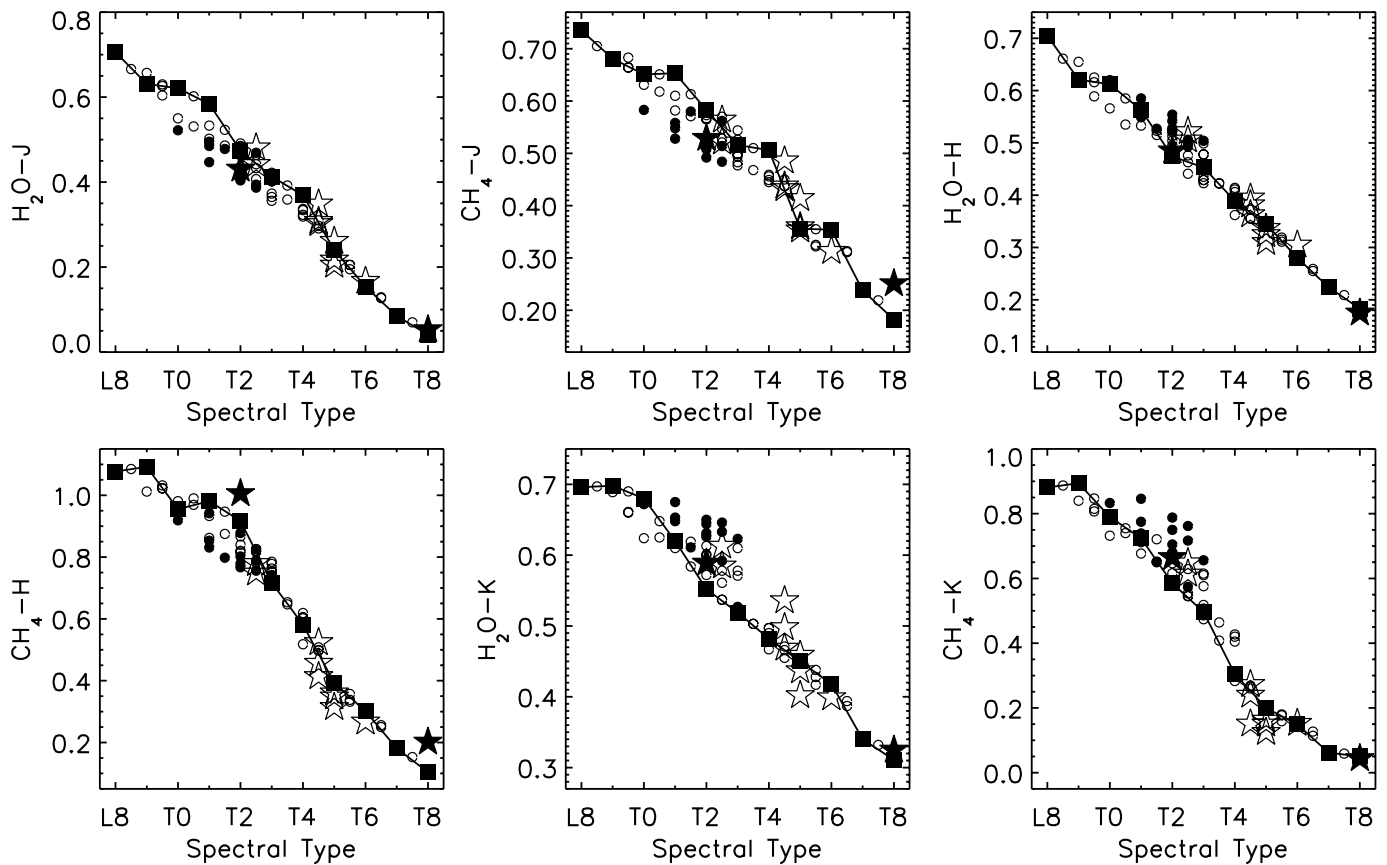 0.8
0.6
0.4
0.2
0.0
H₂O–J
L8 T0 T2 T4 T6 T8
Spectral Type
0.70
0.60
0.50
0.40
0.30
0.20
CH₄–J
L8 T0 T2 T4 T6 T8
Spectral Type
0.7
0.6
0.5
0.4
0.3
0.2
0.1
H₂O–H
L8 T0 T2 T4 T6 T8
Spectral Type
1.0
0.8
0.6
0.4
0.2
CH₄–H
L8 T0 T2 T4 T6 T8
Spectral Type
0.7
0.6
0.5
0.4
0.3
H₂O–K
L8 T0 T2 T4 T6 T8
Spectral Type
1.0
0.8
0.6
0.4
0.2
0.0
CH₄–K
L8 T0 T2 T4 T6 T8
Spectral Type